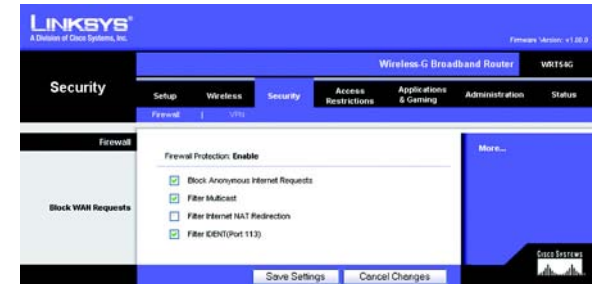 LINKSYS®
A Division of Cisco Systems, Inc.
Firmware Version: v1.00.0
Wireless-G Broadband Router WRT54G
Security
Setup Wireless Security Access Restrictions Applications & Gaming Administration Status
Firewall | VPN
Firewall
Firewall Protection: Enable
More...
Block WAN Requests
Block Anonymous Internet Requests
Filter Multicast
Filter Internet NAT Redirection
Filter IDENT(Port 113)
Save Settings Cancel Changes
CISCO SYSTEMS